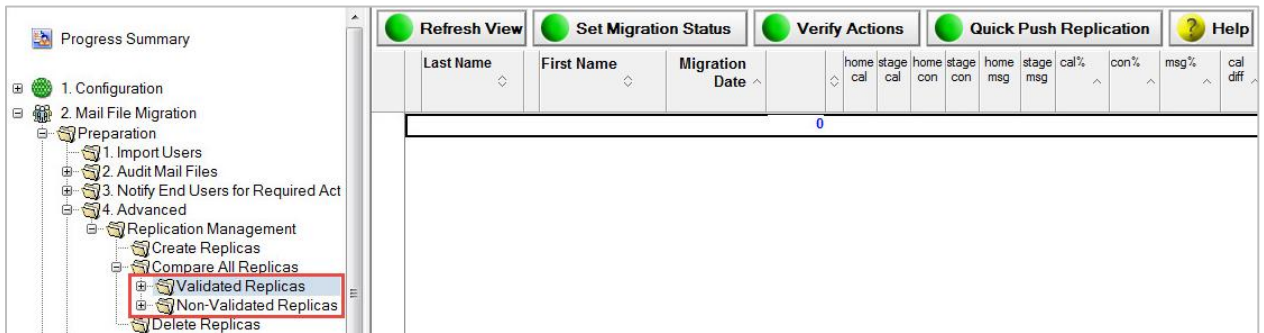 Progress Summary
1. Configuration
2. Mail File Migration
Preparation
1. Import Users
2. Audit Mail Files
3. Notify End Users for Required Act
4. Advanced
Replication Management
Create Replicas
Compare All Replicas
Validated Replicas
Non-Validated Replicas
Delete Replicas
Refresh View Set Migration Status Verify Actions Quick Push Replication ? Help
Last Name First Name Migration home stage home stage home stage cal% con% msg% cal
Date cal cal con con msg msg diff
0